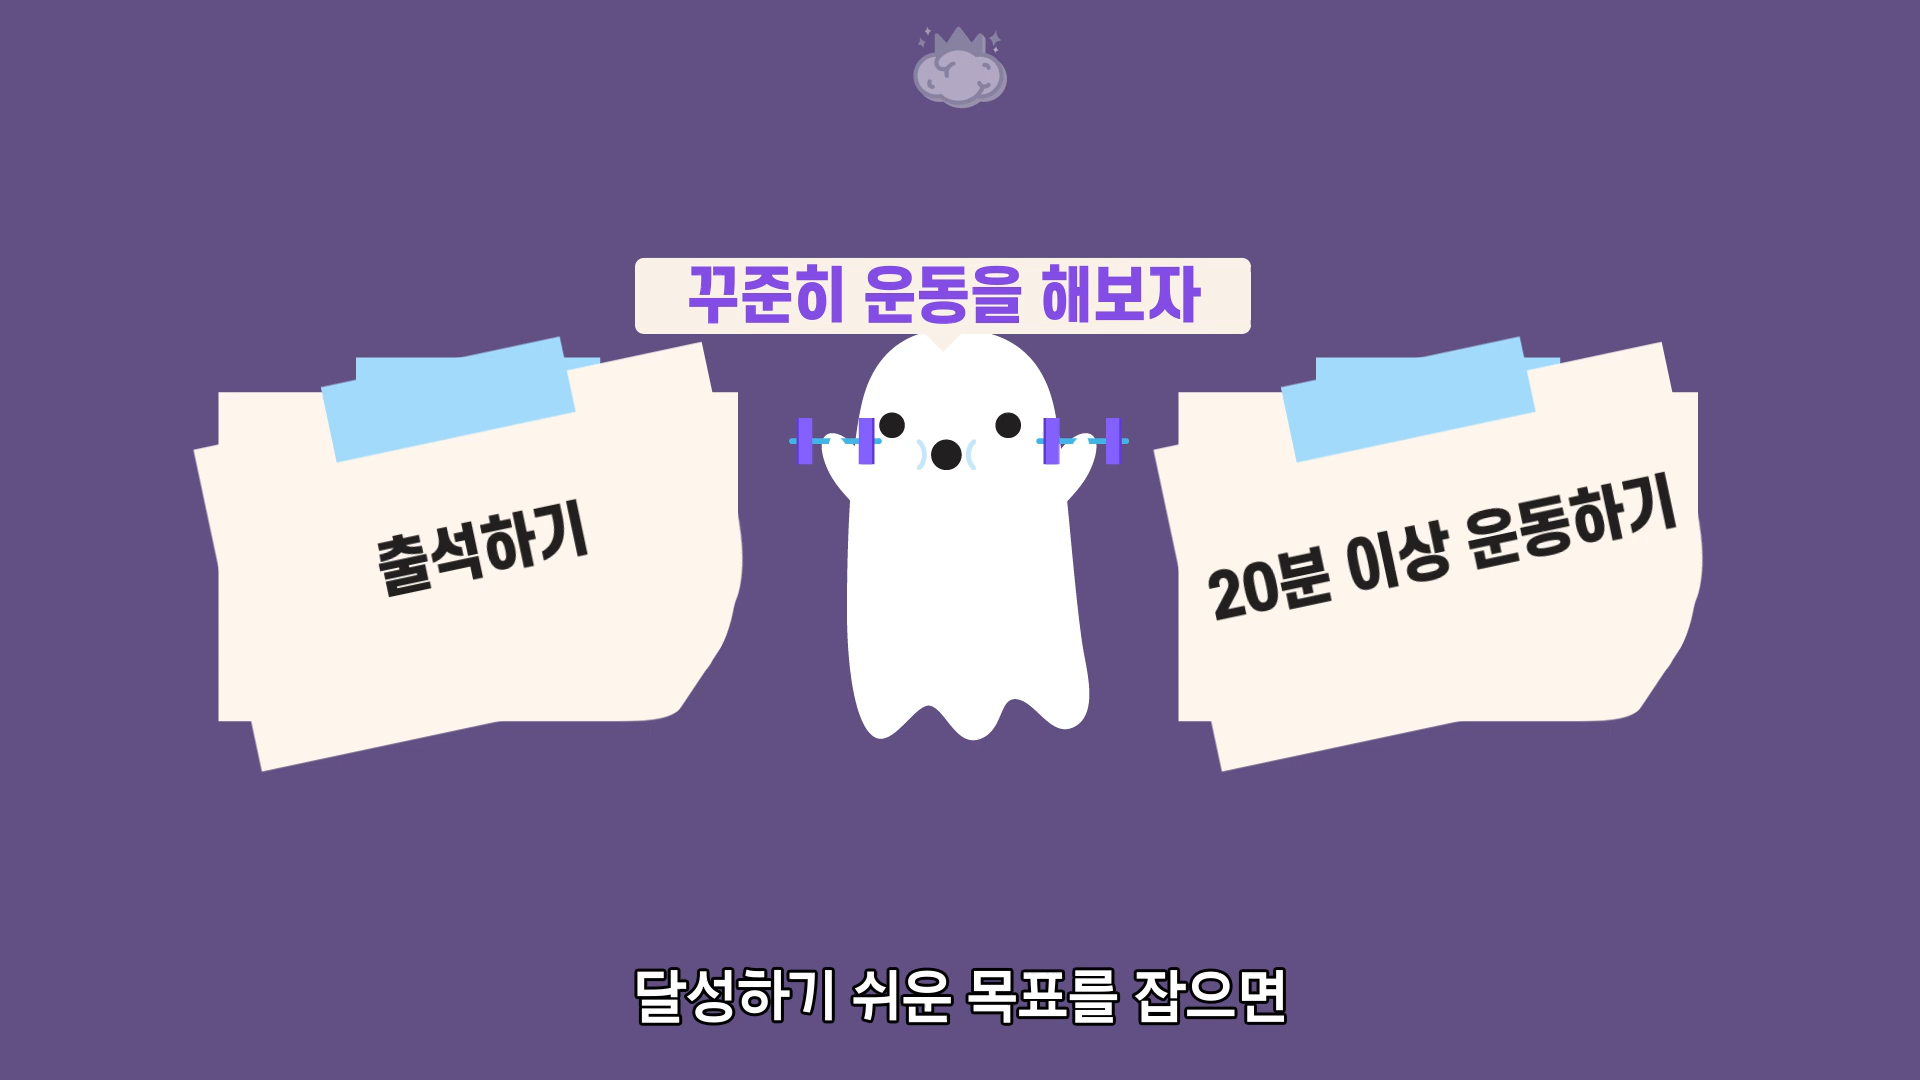 꾸준히 운동을 해보자
출석하기
20분 이상 운동하기
달성하기 쉬운 목표를 잡으면